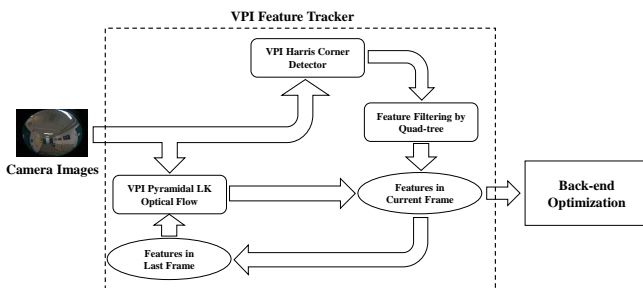 VPI Feature Tracker
VPI Harris Corner
Detector
Feature Filtering by
Quad-tree
Camera Images
VPI Pyramidal LK
Optical Flow
Features in
Current Frame
Back-end
Optimization
Features in
Last Frame